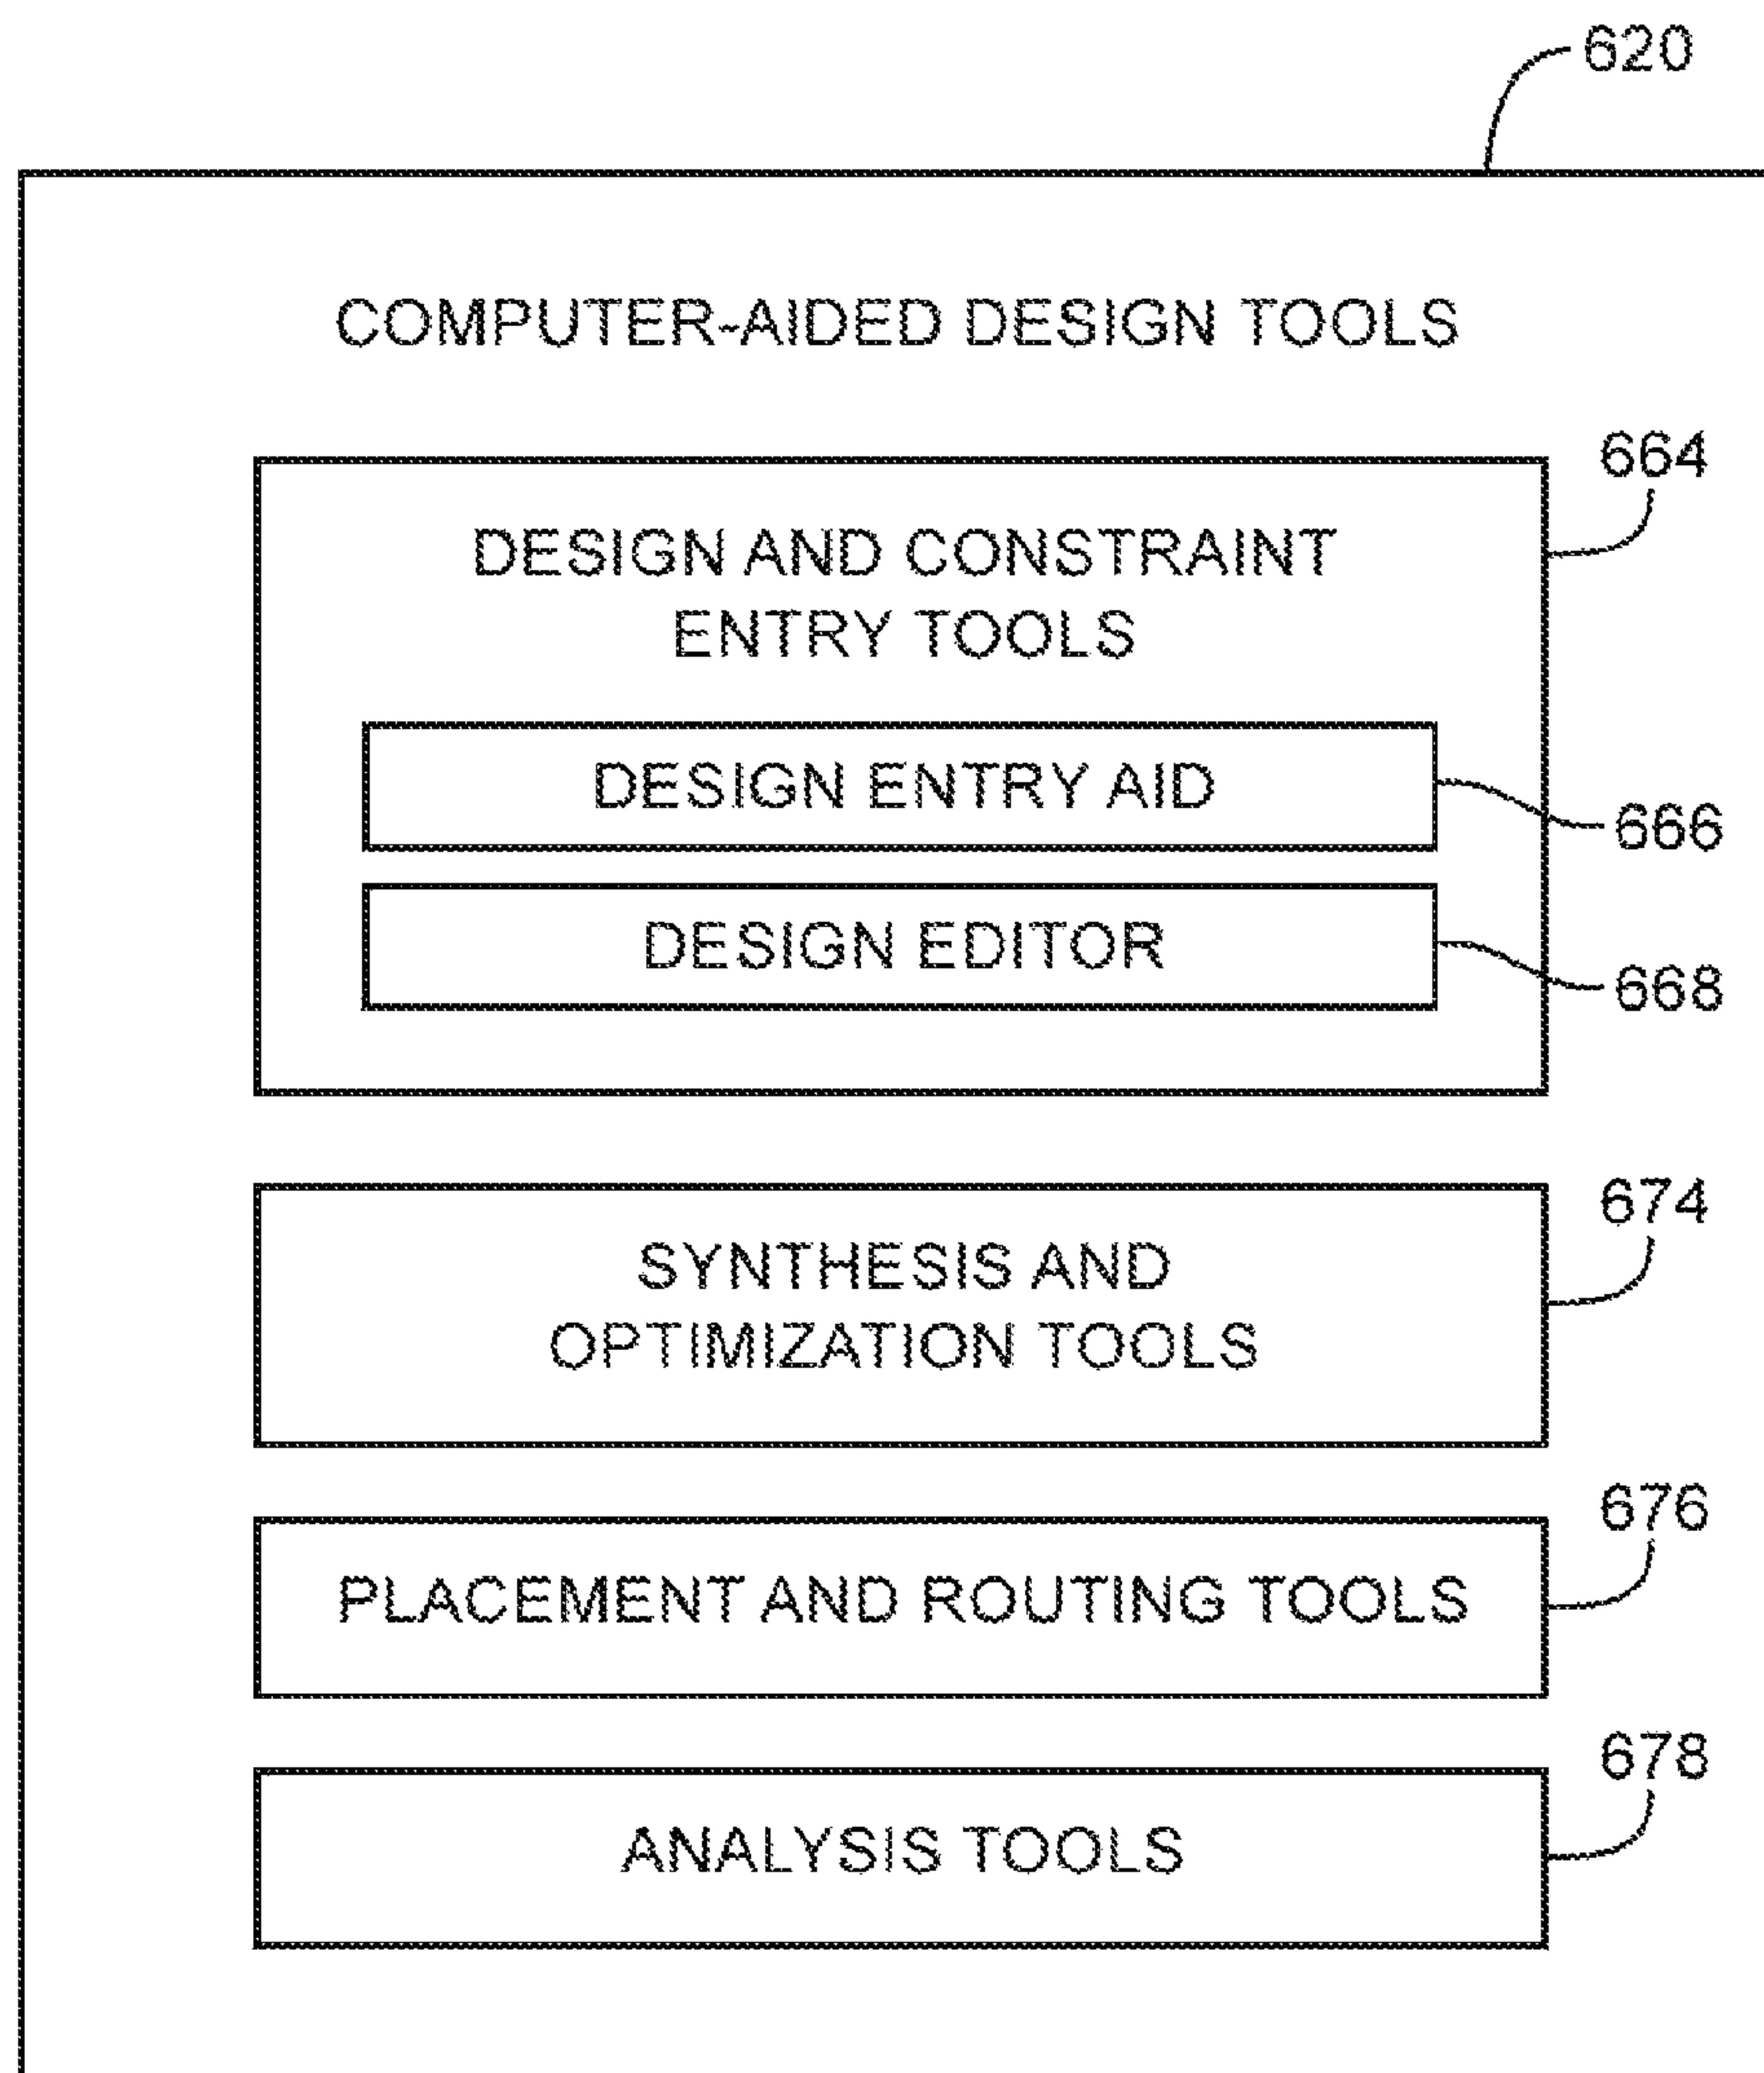 620
COMPUTER-AIDED DESIGN TOOLS
664
DESIGN AND CONSTRAINT
ENTRY TOOLS
DESIGN ENTRY AID
666
DESIGN EDITOR
668
674
SYNTHESIS AND
OPTIMIZATION TOOLS
676
PLACEMENT AND ROUTING TOOLS
678
ANALYSIS TOOLS